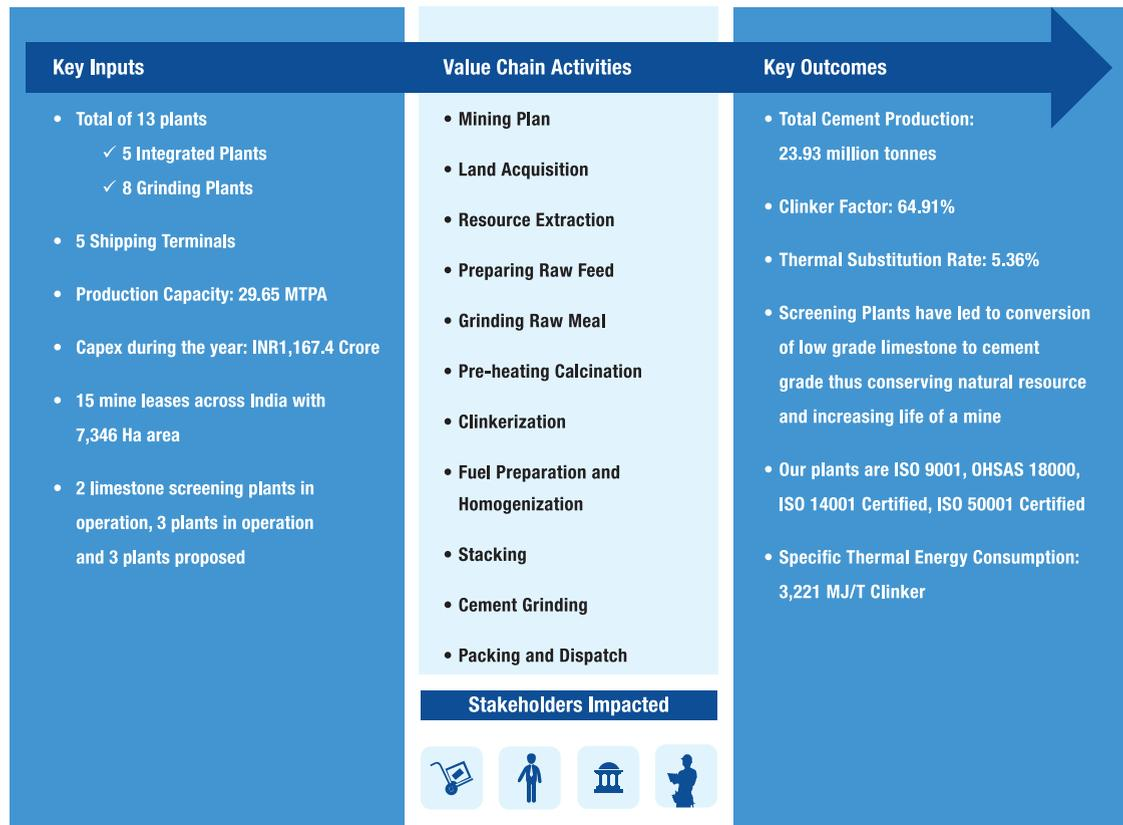 Key Inputs
• Total of 13 plants
✓ 5 Integrated Plants
✓ 8 Grinding Plants
• 5 Shipping Terminals
• Production Capacity: 29.65 MTPA
• Capex during the year: INR1,167.4 Crore
• 15 mine leases across India with
7,346 Ha area
• 2 limestone screening plants in
operation, 3 plants in operation
and 3 plants proposed
Value Chain Activities
• Mining Plan
• Land Acquisition
• Resource Extraction
• Preparing Raw Feed
• Grinding Raw Meal
• Pre-heating Calcination
• Clinkerization
• Fuel Preparation and
Homogenization
• Stacking
• Cement Grinding
• Packing and Dispatch
Stakeholders Impacted
Key Outcomes
• Total Cement Production:
23.93 million tonnes
• Clinker Factor: 64.91%
• Thermal Substitution Rate: 5.36%
• Screening Plants have led to conversion
of low grade limestone to cement
grade thus conserving natural resource
and increasing life of a mine
• Our plants are ISO 9001, OHSAS 18000,
ISO 14001 Certified, ISO 50001 Certified
• Specific Thermal Energy Consumption:
3,221 MJ/T Clinker